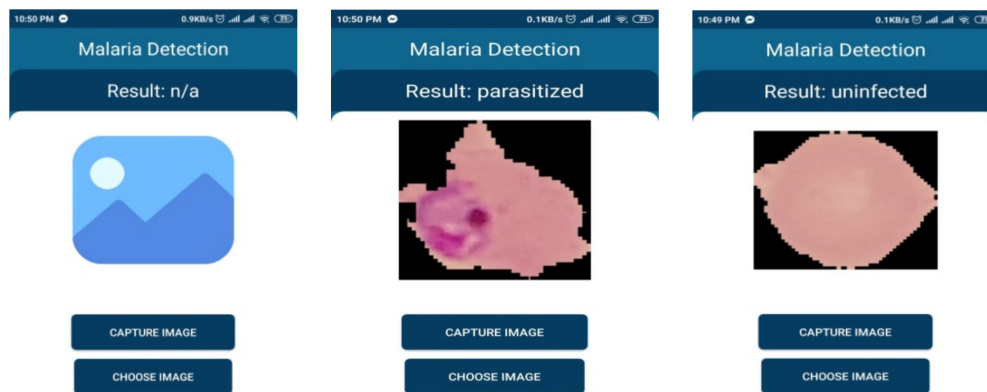 10:50 PM 0.9KB/s 71
Malaria Detection
Result: n/a
CAPTURE IMAGE
CHOOSE IMAGE
10:50 PM 0.1KB/s 71
Malaria Detection
Result: parasitized
CAPTURE IMAGE
CHOOSE IMAGE
10:49 PM 0.1KB/s
Malaria Detection
Result: uninfected
CAPTURE IMAGE
CHOOSE IMAGE